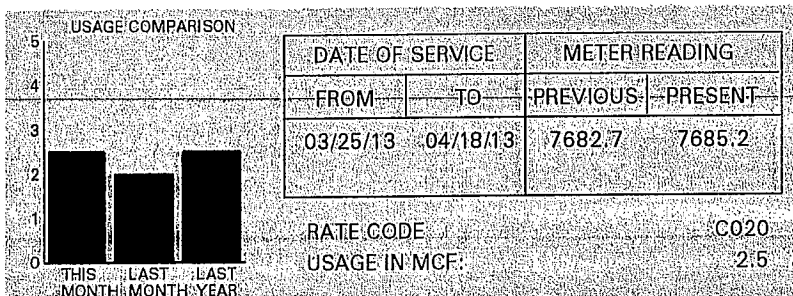 USAGE COMPARISON
5
4
3
2
1
0
THIS MONTH LAST MONTH LAST YEAR
DATE OF SERVICE METER READING
FROM TO PREVIOUS PRESENT
03/25/13 04/18/13 7682.7 7685.2
RATE CODE C020
USAGE IN MCF: 2.5